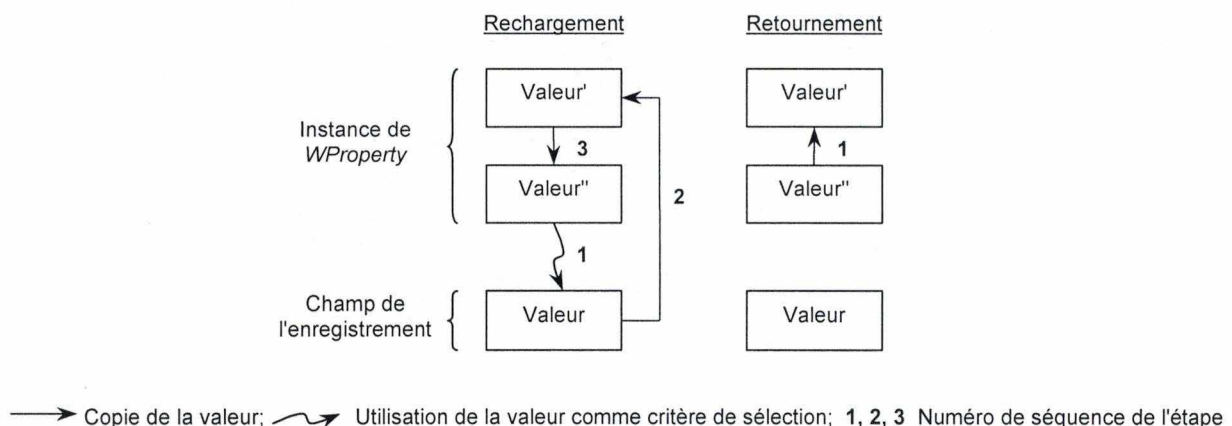 Rechargement
Retournement
Valeur'
Valeur'
Instance de
WProperty
3
1
Valeur''
Valeur''
2
1
Champ de
l'enregistrement
Valeur
Valeur
Copie de la valeur; Utilisation de la valeur comme critère de sélection; 1, 2, 3 Numéro de séquence de l'étape